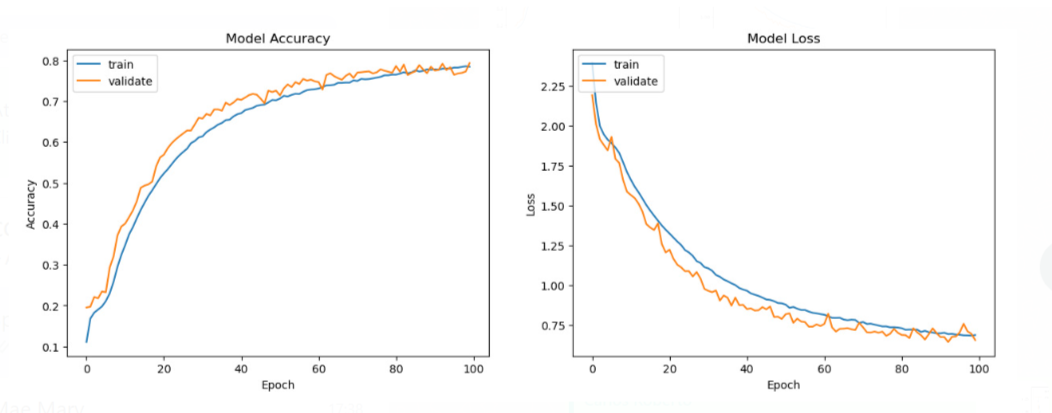 Model Accuracy
train
validate
0.8
0.7
0.6
0.5
0.4
0.3
0.2
0.1
Accuracy
0 20 40 60 80 100
Epoch
Model Loss
train
validate
2.25
2.00
1.75
1.50
1.25
1.00
0.75
Loss
0 20 40 60 80 100
Epoch
Mae Mary